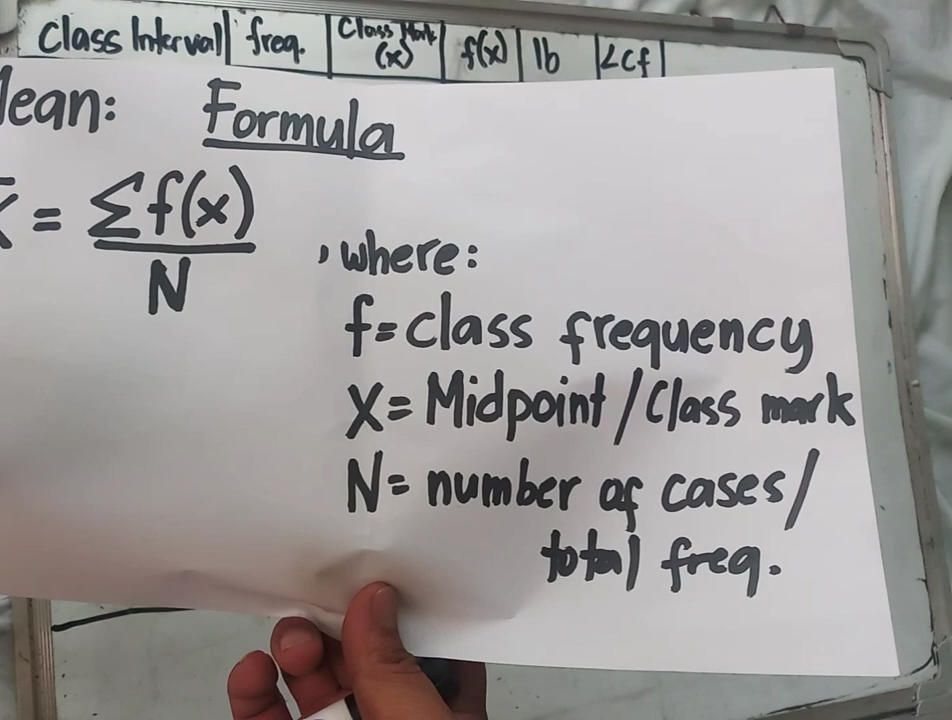 Class Interval freq. Class Mark (x) f(x) lb <cf
Mean: Formula
x̄ = Σf(x)
N
, where:
f=class frequency
X= Midpoint/Class mark
N= number of cases/
total freq.